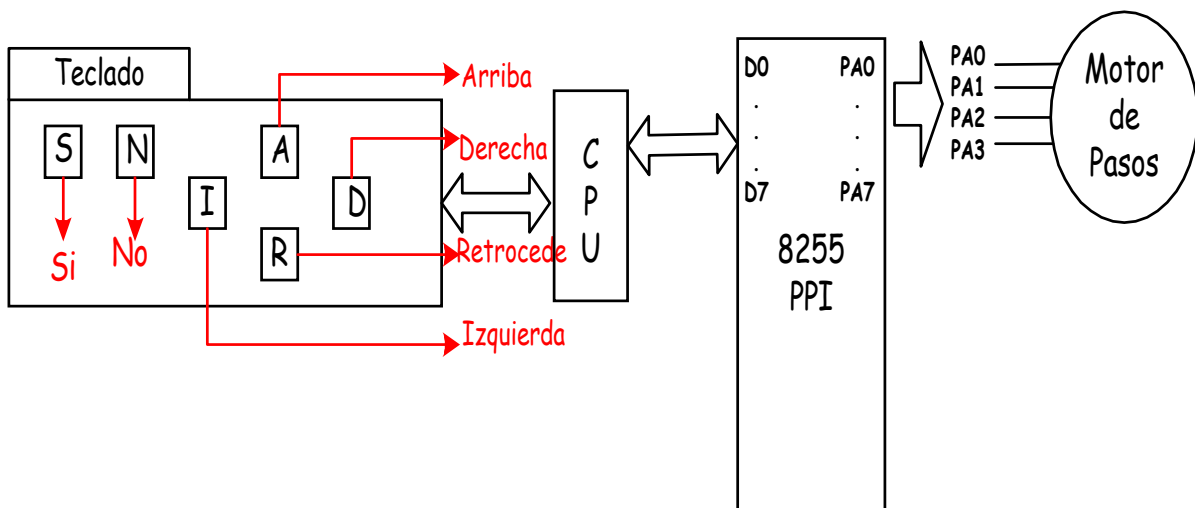 Teclado
S
N
A
I
D
R
Si
No
Arriba
Derecha
Retrocede
Izquierda
C
P
U
D0
PA0
.
.
.
.
.
.
D7
PA7
8255
PPI
PA0
PA1
PA2
PA3
Motor
de
Pasos